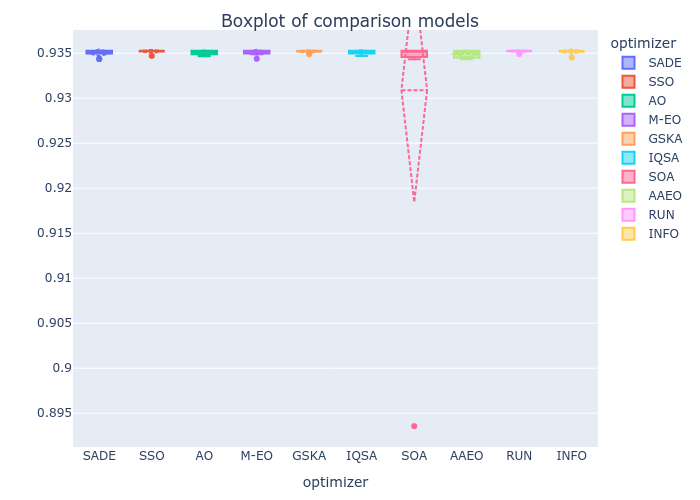 Boxplot of comparison models
0.935
0.93
0.925
0.92
0.915
0.91
0.905
0.9
0.895
SADE SSO AO M-EO GSKA IQSA SOA AAEO RUN INFO
optimizer
optimizer
SADE
SSO
AO
M-EO
GSKA
IQSA
SOA
AAEO
RUN
INFO